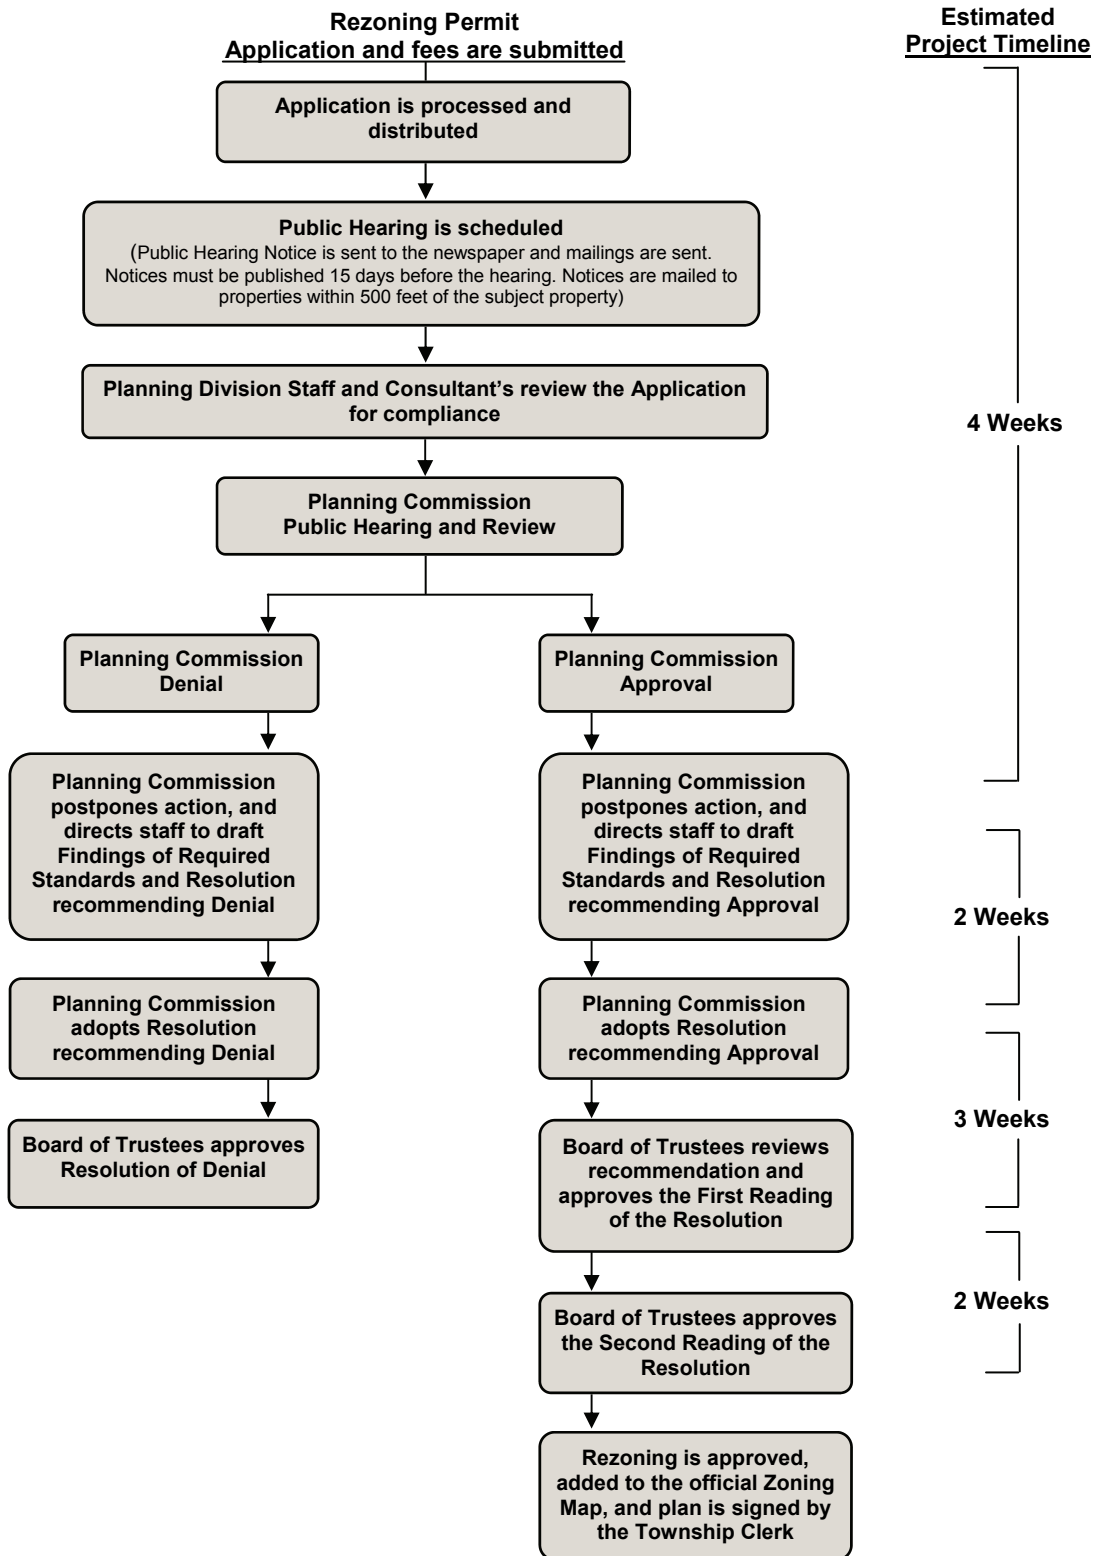 Rezoning Permit
Application and fees are submitted
Estimated
Project Timeline
Application is processed and
distributed
Public Hearing is scheduled
(Public Hearing Notice is sent to the newspaper and mailings are sent.
Notices must be published 15 days before the hearing. Notices are mailed to
properties within 500 feet of the subject property)
Planning Division Staff and Consultant’s review the Application
for compliance
4 Weeks
Planning Commission
Public Hearing and Review
Planning Commission
Denial
Planning Commission
Approval
Planning Commission
postpones action, and
directs staff to draft
Findings of Required
Standards and Resolution
recommending Denial
Planning Commission
postpones action, and
directs staff to draft
Findings of Required
Standards and Resolution
recommending Approval
2 Weeks
Planning Commission
adopts Resolution
recommending Denial
Planning Commission
adopts Resolution
recommending Approval
3 Weeks
Board of Trustees approves
Resolution of Denial
Board of Trustees reviews
recommendation and
approves the First Reading
of the Resolution
2 Weeks
Board of Trustees approves
the Second Reading of the
Resolution
Rezoning is approved,
added to the official Zoning
Map, and plan is signed by
the Township Clerk